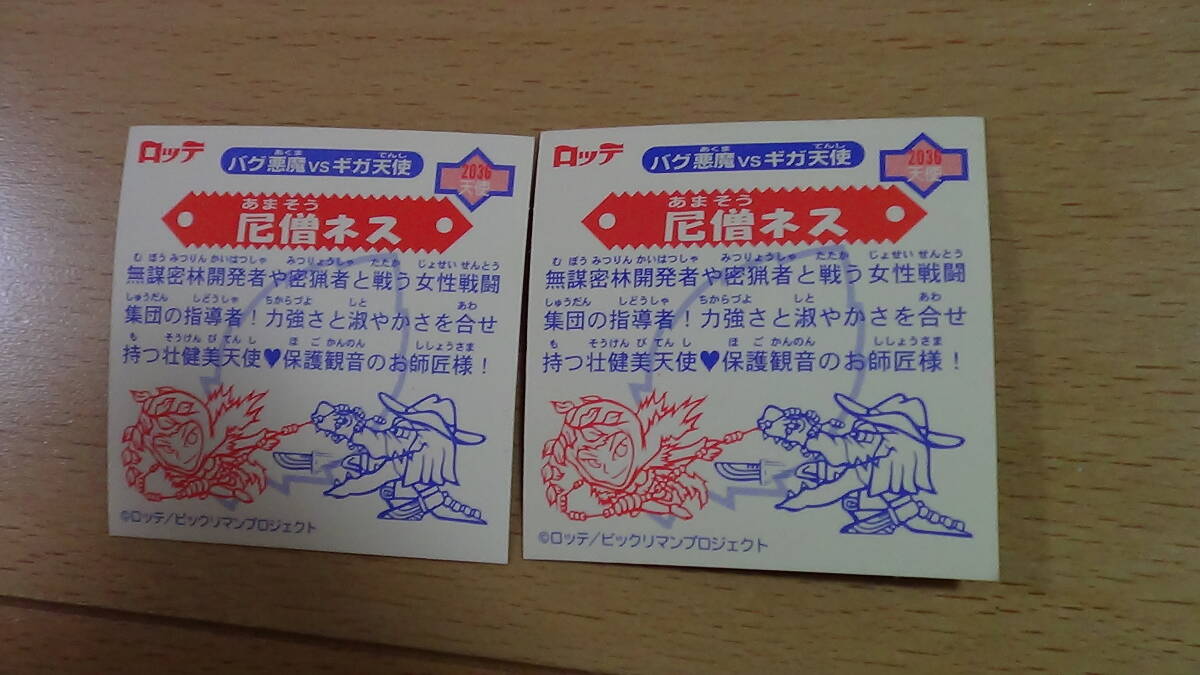 ロッテ
バグ悪魔vsギガ天使
あくま てんし
2036
天使
あまそう
尼僧ネス
む ぼう みつりん かいはつしゃ みつりょうしゃ たたか じょせい せんとう
無謀密林開発者や密猟者と戦う女性戦闘
しゅうだん しどうしゃ ちからづよ しと あわ
集団の指導者！力強さと淑やかさを合せ
も そうけん び てん し ほ ご かんのん ししょうさま
持つ壮健美天使♥保護観音のお師匠様！
©ロッテ/ビックリマンプロジェクト
ロッテ
バグ悪魔vsギガ天使
あくま てんし
2036
天使
あまそう
尼僧ネス
む ぼう みつりん かいはつしゃ みつりょうしゃ たたか じょせい せんとう
無謀密林開発者や密猟者と戦う女性戦闘
しゅうだん しどうしゃ ちからづよ しと あわ
集団の指導者！力強さと淑やかさを合せ
も そうけん び てん し ほ ご かんのん ししょうさま
持つ壮健美天使♥保護観音のお師匠様！
©ロッテ/ビックリマンプロジェクト